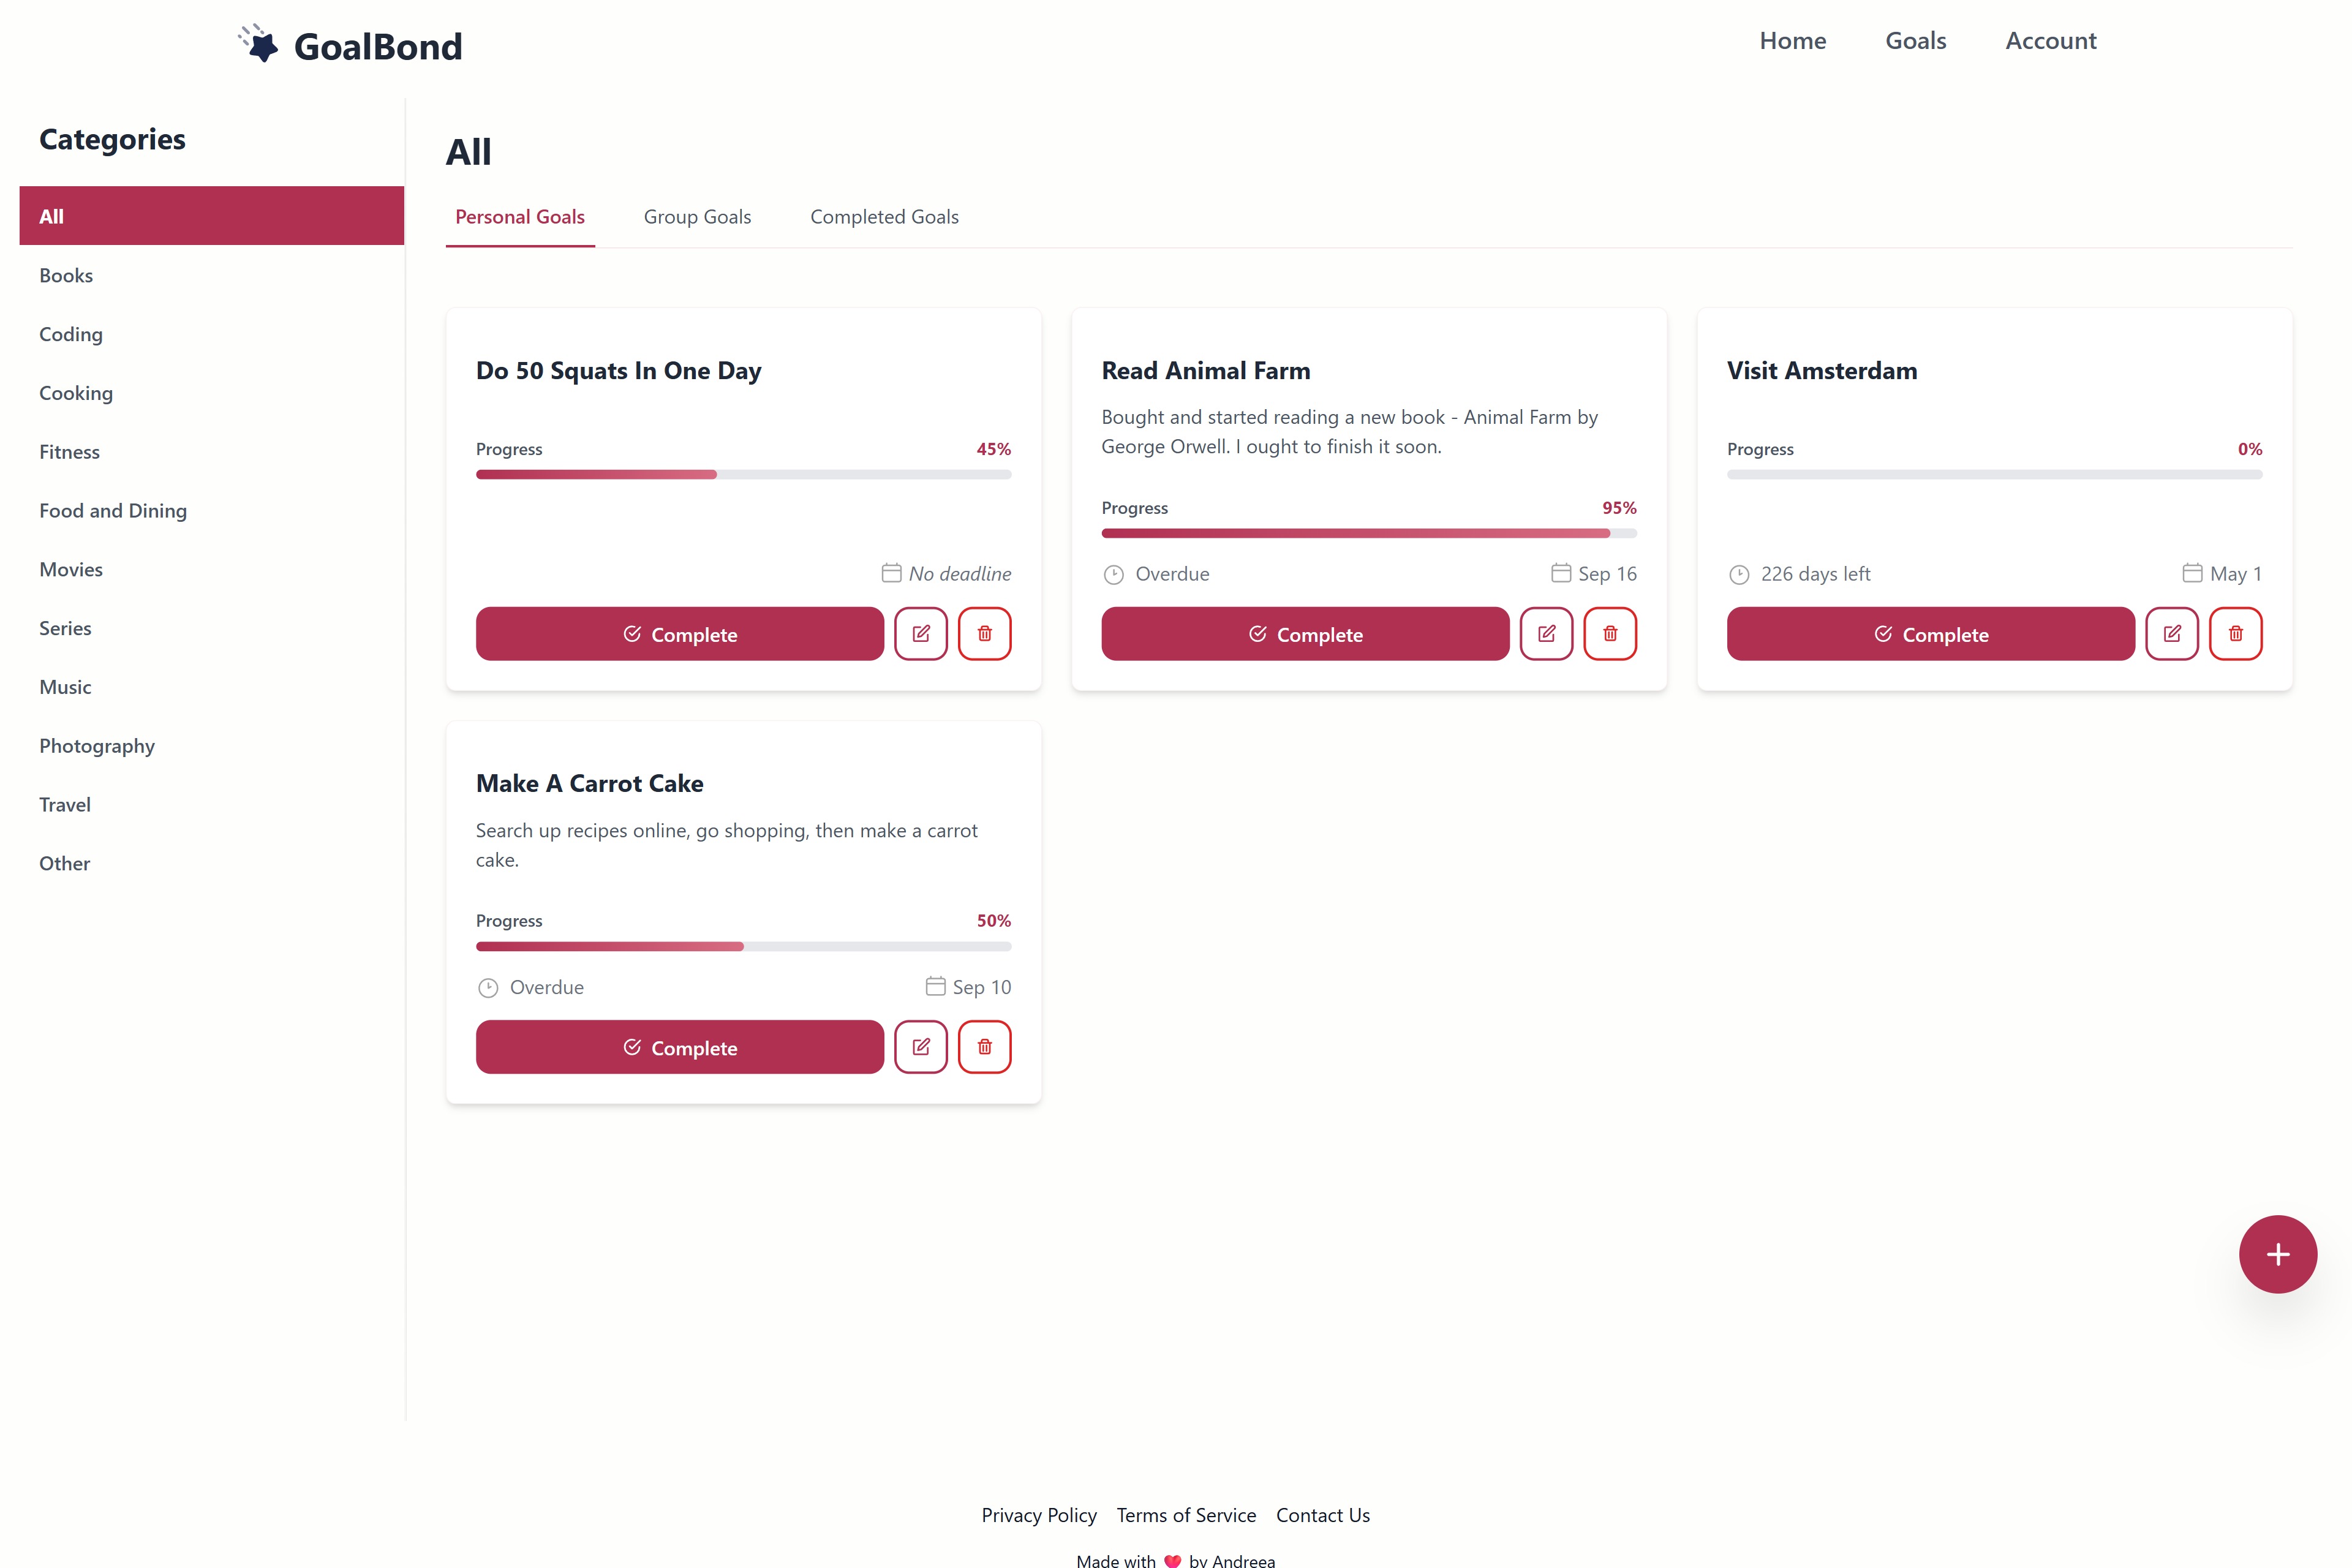 GoalBond
Home
Goals
Account
Categories
All
Books
Coding
Cooking
Fitness
Food and Dining
Movies
Series
Music
Photography
Travel
Other
All
Personal Goals
Group Goals
Completed Goals
Do 50 Squats In One Day
Progress
45%
No deadline
Complete
Read Animal Farm
Bought and started reading a new book - Animal Farm by
George Orwell. I ought to finish it soon.
Progress
95%
Overdue
Sep 16
Complete
Visit Amsterdam
Progress
0%
226 days left
May 1
Complete
Make A Carrot Cake
Search up recipes online, go shopping, then make a carrot
cake.
Progress
50%
Overdue
Sep 10
Complete
Privacy Policy
Terms of Service
Contact Us
Made with ❤️ by Andreea